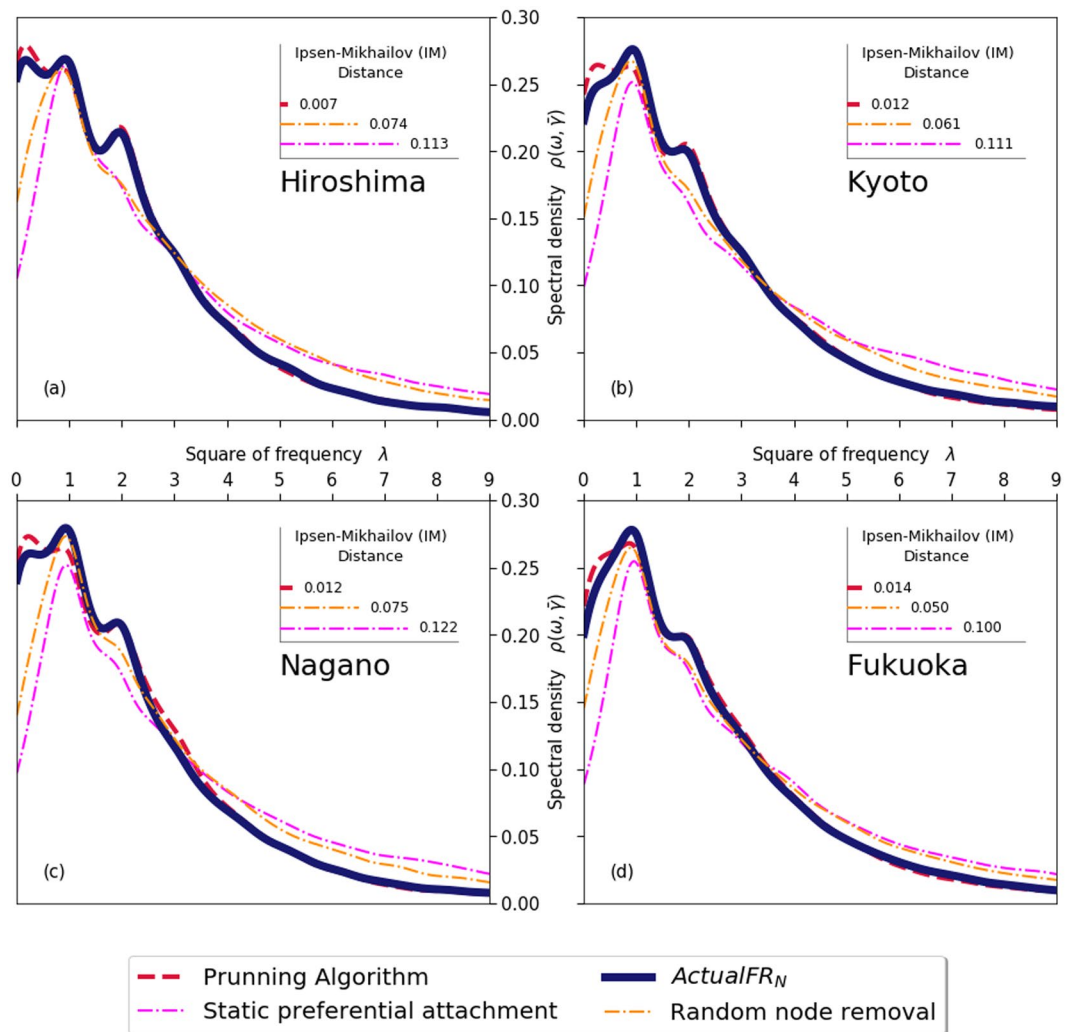 0.30
0.25
0.20
0.15
0.10
0.05
0.00
Spectral density ρ(ω, γ̄)
Ipsen-Mikhailov (IM)
Distance
0.007
0.074
0.113
Hiroshima
(a)
Ipsen-Mikhailov (IM)
Distance
0.012
0.061
0.111
Kyoto
(b)
Square of frequency λ
0 1 2 3 4 5 6 7 8 9
Square of frequency λ
0 1 2 3 4 5 6 7 8 9
0.30
0.25
0.20
0.15
0.10
0.05
0.00
Spectral density ρ(ω, γ̄)
Ipsen-Mikhailov (IM)
Distance
0.012
0.075
0.122
Nagano
(c)
Ipsen-Mikhailov (IM)
Distance
0.014
0.050
0.100
Fukuoka
(d)
Prunning Algorithm
ActualFR_N
Static preferential attachment
Random node removal